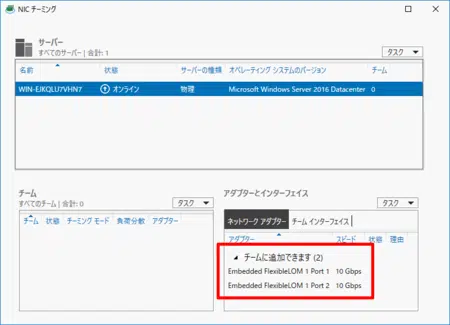 NIC チーミング
サーバー
すべてのサーバー | 合計: 1
タスク
名前 状態 サーバーの種類 オペレーティング システムのバージョン チーム
WIN-EJKQLU7VHN7 オンライン 物理 Microsoft Windows Server 2016 Datacenter 0
チーム
すべてのチーム | 合計: 0
タスク
チーム 状態 チーミング モード 負荷分散 アダプター
アダプターとインターフェイス
タスク
ネットワーク アダプター チーム インターフェイス
アダプター スピード 状態 理由
チームに追加できます (2)
Embedded FlexibleLOM 1 Port 1 10 Gbps
Embedded FlexibleLOM 1 Port 2 10 Gbps